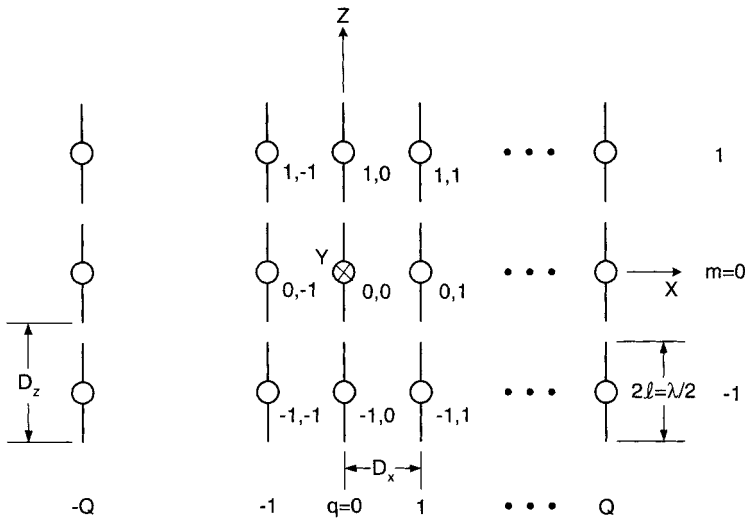 Z
1,-1 1,0 1,1 • • • 1
Y
0,-1 0,0 0,1 • • • X m=0
D_z
-1,-1 -1,0 -1,1 • • • 2ℓ=λ/2 -1
D_x
-Q -1 q=0 1 • • • Q